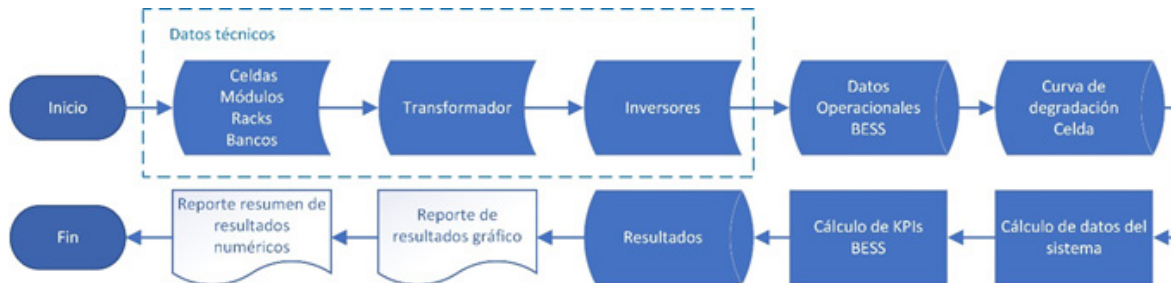 Datos técnicos
Inicio
Celdas
Módulos
Racks
Bancos
Transformador
Inversores
Datos
Operacionales
BESS
Curva de
degradación
Celda
Cálculo de datos del
sistema
Cálculo de KPIs
BESS
Resultados
Reporte de
resultados gráfico
Reporte resumen de
resultados
numéricos
Fin